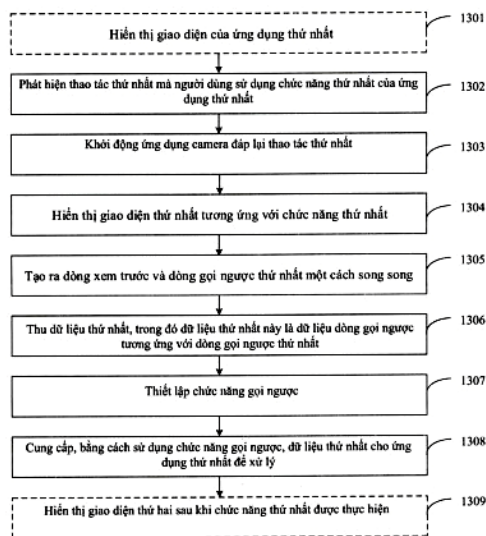 1301
Hiển thị giao diện của ứng dụng thứ nhất
1302
Phát hiện thao tác thứ nhất mà người dùng sử dụng chức năng thứ nhất của ứng
dụng thứ nhất
1303
Khởi động ứng dụng camera đáp lại thao tác thứ nhất
1304
Hiển thị giao diện thứ nhất tương ứng với chức năng thứ nhất
1305
Tạo ra dòng xem trước và dòng gọi ngược thứ nhất một cách song song
1306
Thu dữ liệu thứ nhất, trong đó dữ liệu thứ nhất này là dữ liệu dòng gọi ngược
tương ứng với dòng gọi ngược thứ nhất
1307
Thiết lập chức năng gọi ngược
1308
Cung cấp, bằng cách sử dụng chức năng gọi ngược, dữ liệu thứ nhất cho ứng
dụng thứ nhất để xử lý
1309
Hiển thị giao diện thứ hai sau khi chức năng thứ nhất được thực hiện